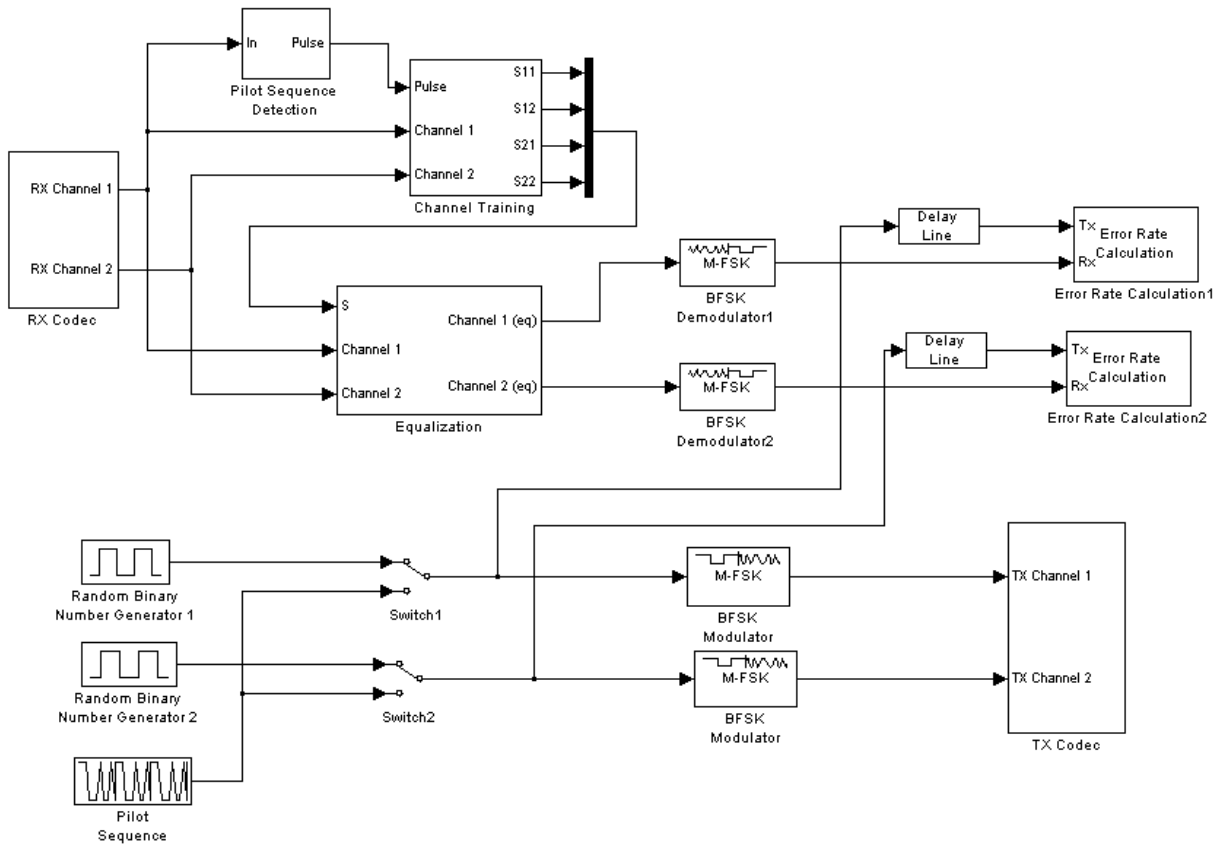 In
Pulse
Pilot Sequence
Detection
Pulse
Channel 1
Channel 2
S11
S12
S21
S22
Channel Training
RX Channel 1
RX Channel 2
RX Codec
S
Channel 1
Channel 2
Channel 1 (eq)
Channel 2 (eq)
Equalization
M-FSK
BFSK
Demodulator1
M-FSK
BFSK
Demodulator2
Delay
Line
Tx
Rx
Error Rate
Calculation
Error Rate Calculation1
Delay
Line
Tx
Rx
Error Rate
Calculation
Error Rate Calculation2
Random Binary
Number Generator 1
Switch1
M-FSK
BFSK
Modulator
Random Binary
Number Generator 2
Switch2
M-FSK
BFSK
Modulator
TX Channel 1
TX Channel 2
TX Codec
Pilot
Sequence